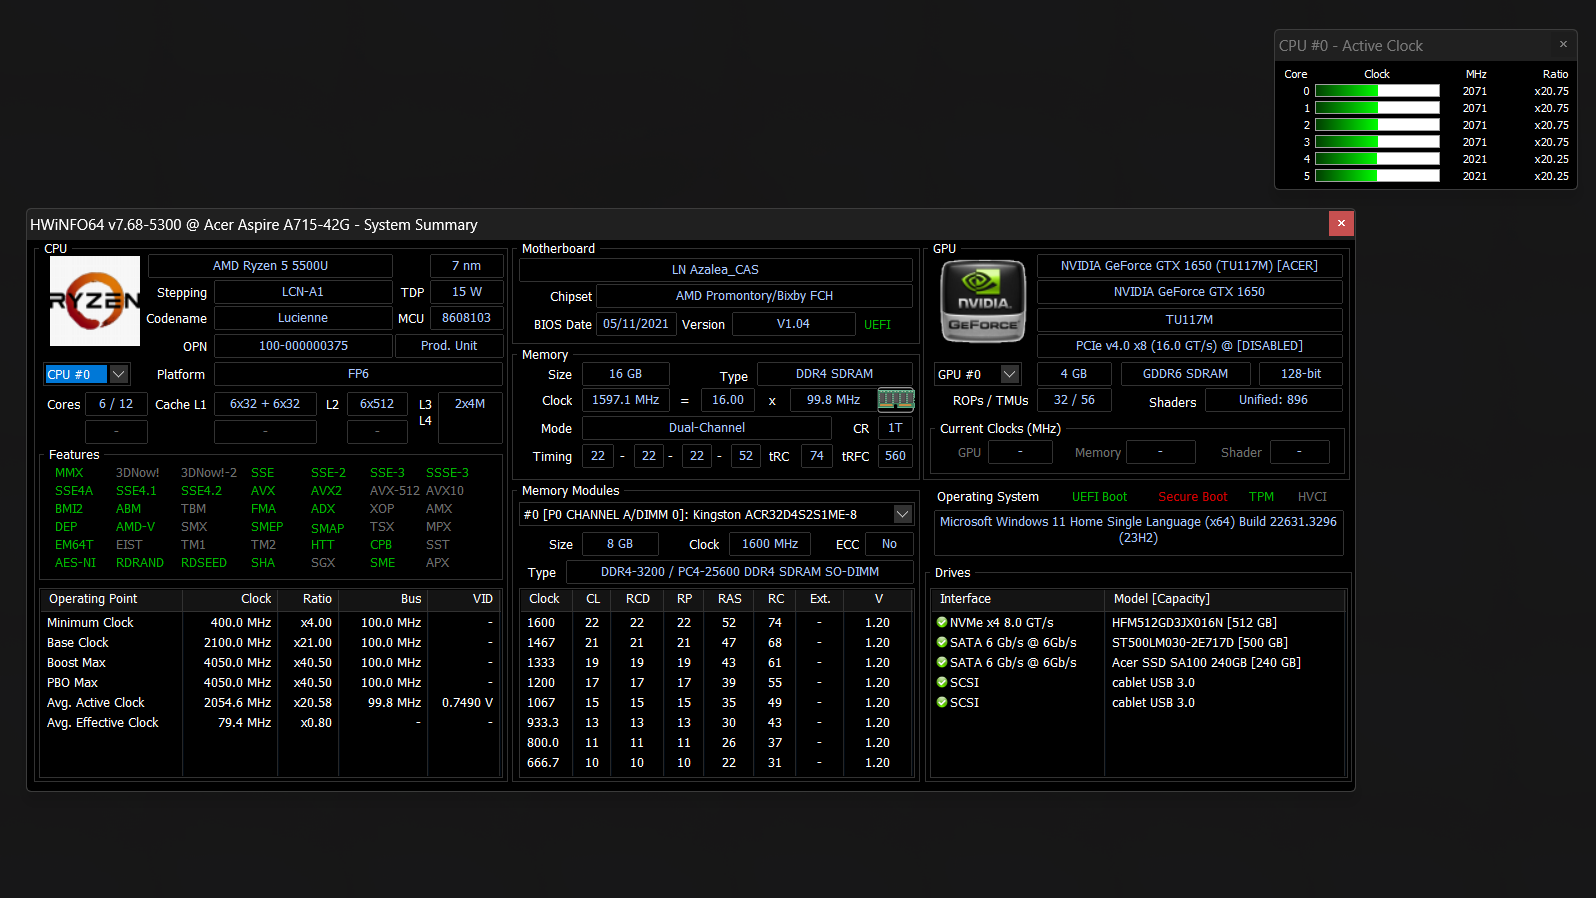 CPU #0 - Active Clock
Core Clock MHz Ratio
0 2071 x20.75
1 2071 x20.75
2 2071 x20.75
3 2071 x20.75
4 2021 x20.25
5 2021 x20.25
HWiNFO64 v7.68-5300 @ Acer Aspire A715-42G - System Summary
CPU
RYZEN
AMD Ryzen 5 5500U 7 nm
Stepping LCN-A1 TDP 15 W
Codename Lucienne MCU 8608103
OPN 100-000000375 Prod. Unit
CPU #0 Platform FP6
Cores 6 / 12 Cache L1 6x32 + 6x32 L2 6x512 L3 2x4M
- - - L4
Features
MMX 3DNow! 3DNow!-2 SSE SSE-2 SSE-3 SSSE-3
SSE4A SSE4.1 SSE4.2 AVX AVX2 AVX-512 AVX10
BMI2 ABM TBM FMA ADX XOP AMX
DEP AMD-V SMX SMEP SMAP TSX MPX
EM64T EIST TM1 TM2 HTT CPB SST
AES-NI RDRAND RDSEED SHA SGX SME APX
Operating Point Clock Ratio Bus VID
Minimum Clock 400.0 MHz x4.00 100.0 MHz -
Base Clock 2100.0 MHz x21.00 100.0 MHz -
Boost Max 4050.0 MHz x40.50 100.0 MHz -
PBO Max 4050.0 MHz x40.50 100.0 MHz -
Avg. Active Clock 2054.6 MHz x20.58 99.8 MHz 0.7490 V
Avg. Effective Clock 79.4 MHz x0.80 - -
Motherboard
LN Azalea_CAS
Chipset AMD Promontory/Bixby FCH
BIOS Date 05/11/2021 Version V1.04 UEFI
Memory
Size 16 GB Type DDR4 SDRAM
Clock 1597.1 MHz = 16.00 x 99.8 MHz
Mode Dual-Channel CR 1T
Timing 22 - 22 - 22 - 52 tRC 74 tRFC 560
Memory Modules
#0 [P0 CHANNEL A/DIMM 0]: Kingston ACR32D4S2S1ME-8
Size 8 GB Clock 1600 MHz ECC No
Type DDR4-3200 / PC4-25600 DDR4 SDRAM SO-DIMM
Clock CL RCD RP RAS RC Ext. V
1600 22 22 22 52 74 - 1.20
1467 21 21 21 47 68 - 1.20
1333 19 19 19 43 61 - 1.20
1200 17 17 17 39 55 - 1.20
1067 15 15 15 35 49 - 1.20
933.3 13 13 13 30 43 - 1.20
800.0 11 11 11 26 37 - 1.20
666.7 10 10 10 22 31 - 1.20
GPU
NVIDIA
GEFORCE
NVIDIA GeForce GTX 1650 (TU117M) [ACER]
NVIDIA GeForce GTX 1650
TU117M
PCIe v4.0 x8 (16.0 GT/s) @ [DISABLED]
GPU #0 4 GB GDDR6 SDRAM 128-bit
ROPs / TMUs 32 / 56 Shaders Unified: 896
Current Clocks (MHz)
GPU - Memory - Shader -
Operating System UEFI Boot Secure Boot TPM HVCI
Microsoft Windows 11 Home Single Language (x64) Build 22631.3296
(23H2)
Drives
Interface Model [Capacity]
NVMe x4 8.0 GT/s HFM512GD3JX016N [512 GB]
SATA 6 Gb/s @ 6Gb/s ST500LM030-2E717D [500 GB]
SATA 6 Gb/s @ 6Gb/s Acer SSD SA100 240GB [240 GB]
SCSI cablet USB 3.0
SCSI cablet USB 3.0